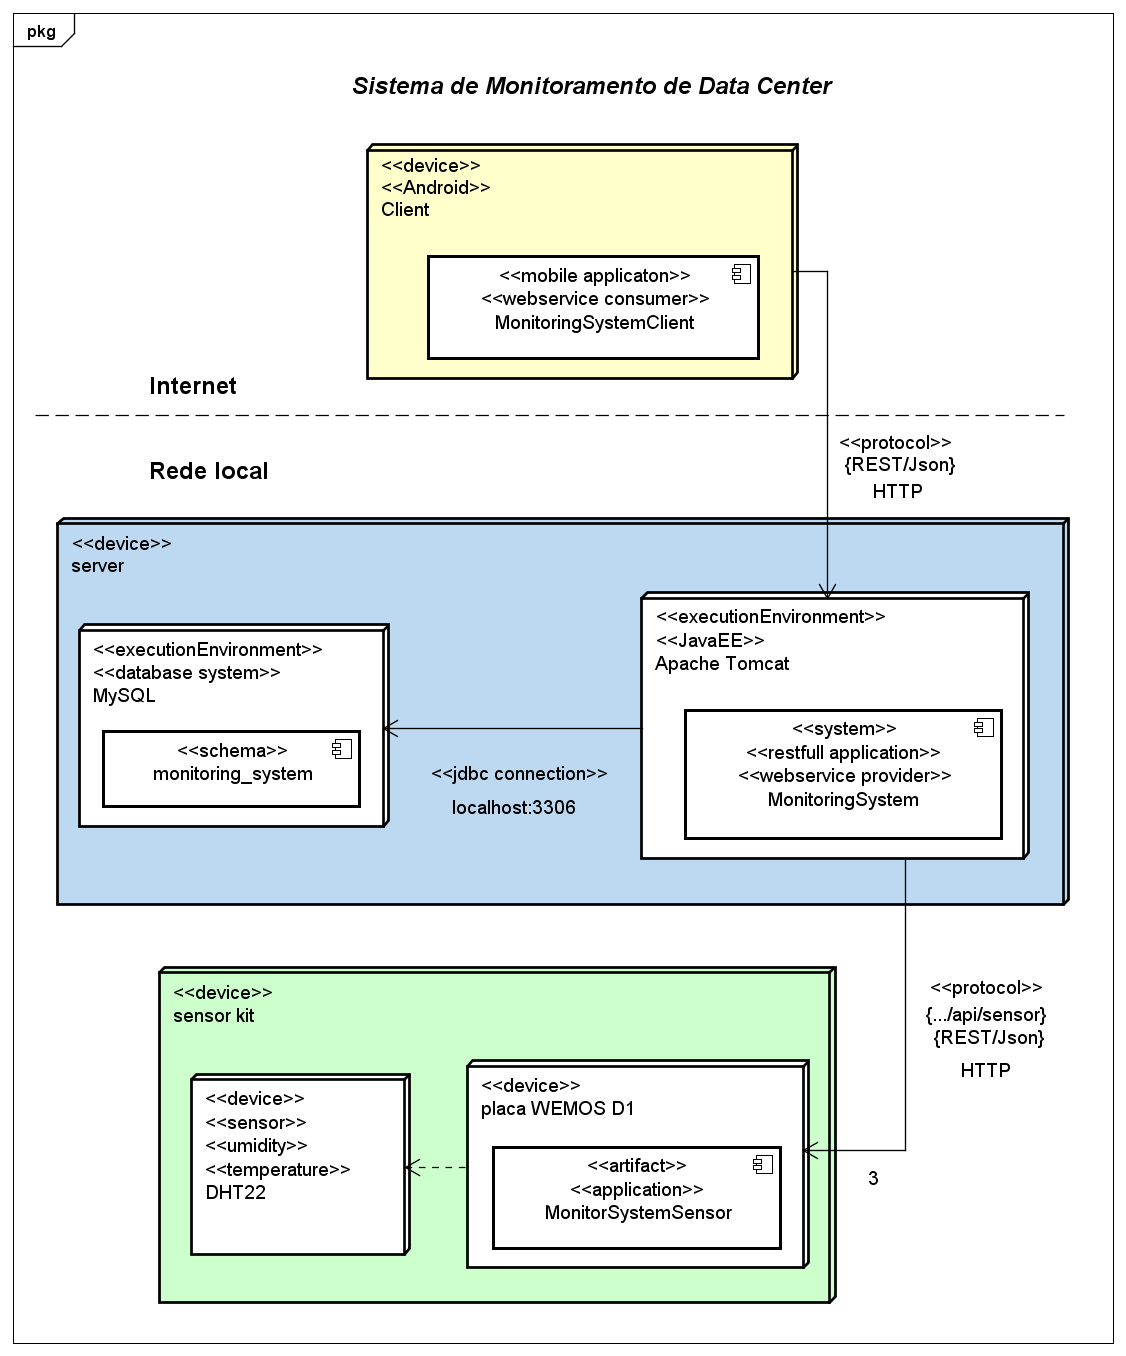 pkg
Sistema de Monitoramento de Data Center
<<device>>
<<Android>>
Client
<<mobile applicaton>>
<<webservice consumer>>
MonitoringSystemClient
Internet
Rede local
<<protocol>>
{REST/Json}
HTTP
<<device>>
server
<<executionEnvironment>>
<<database system>>
MySQL
<<schema>>
monitoring_system
<<jdbc connection>>
localhost:3306
<<executionEnvironment>>
<<JavaEE>>
Apache Tomcat
<<system>>
<<restfull application>>
<<webservice provider>>
MonitoringSystem
<<protocol>>
{.../api/sensor}
{REST/Json}
HTTP
3
<<device>>
sensor kit
<<device>>
<<sensor>>
<<umidity>>
<<temperature>>
DHT22
<<device>>
placa WEMOS D1
<<artifact>>
<<application>>
MonitorSystemSensor